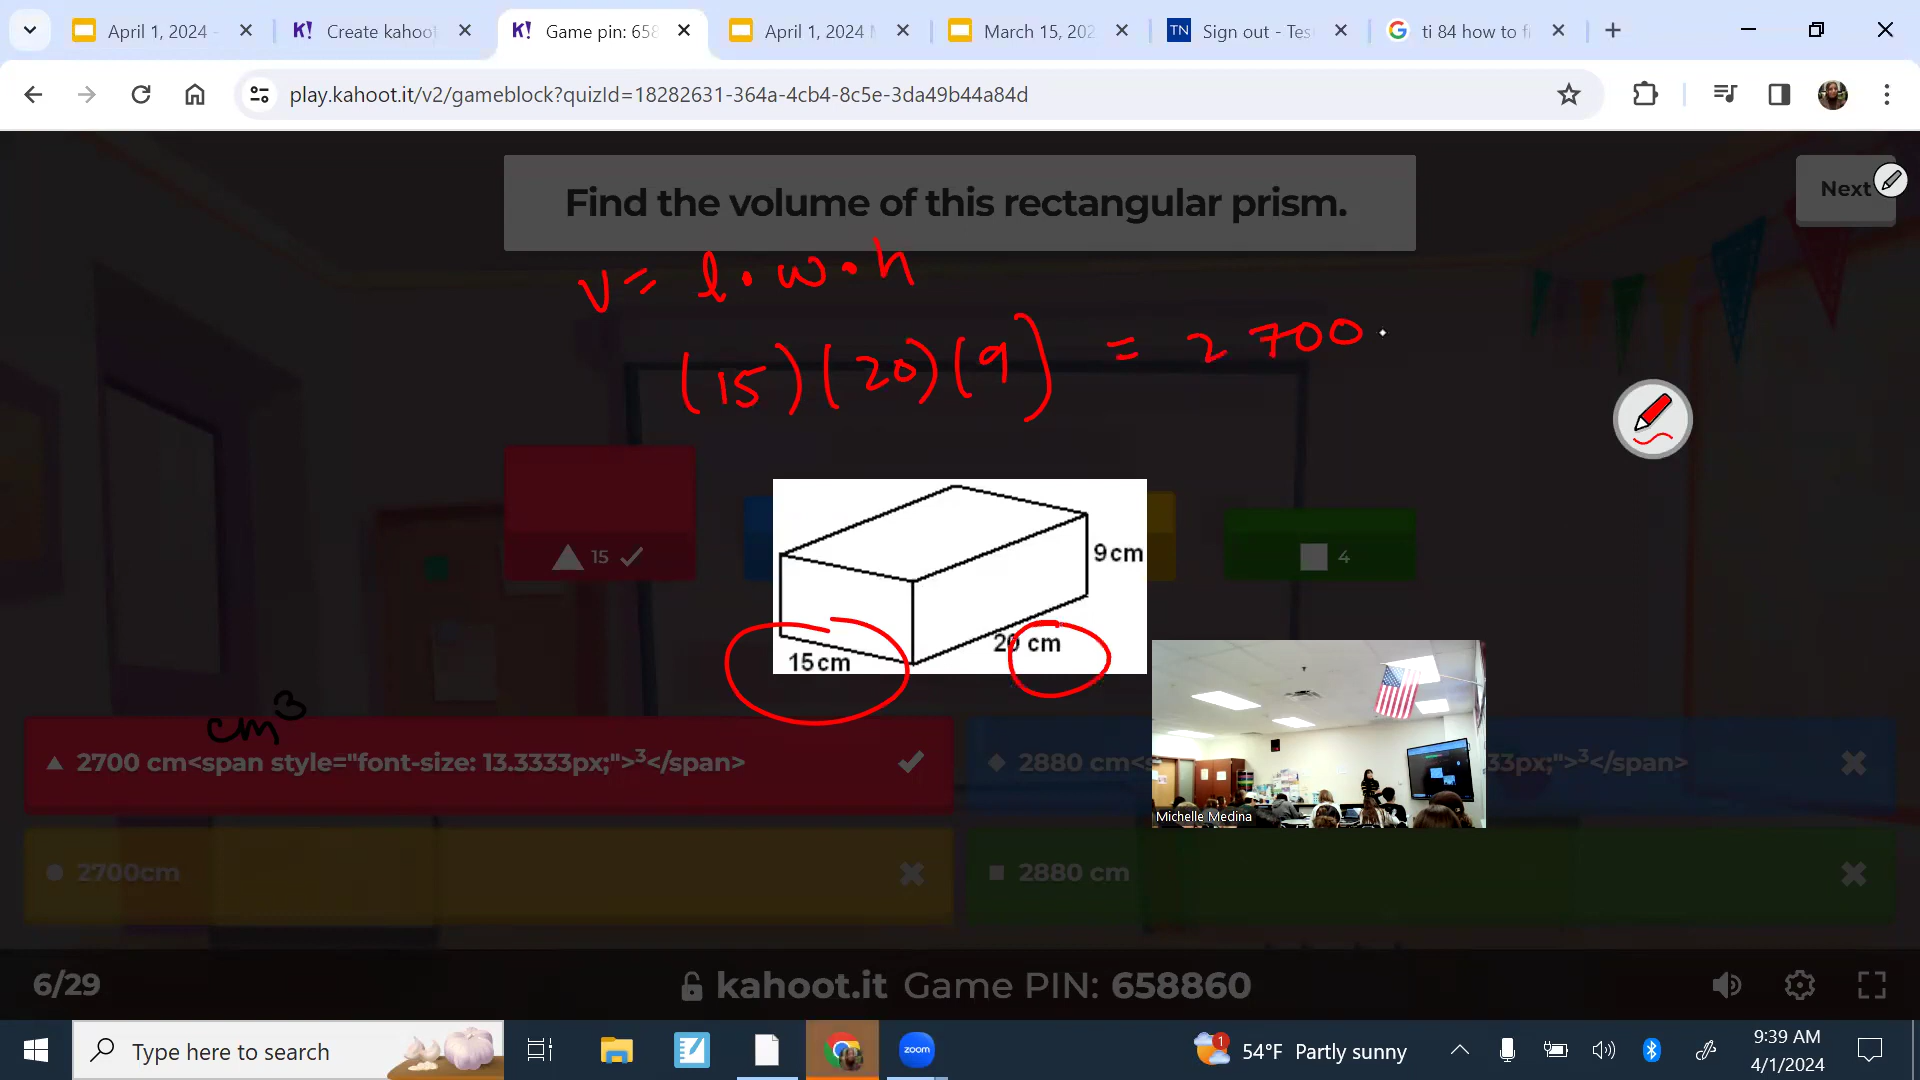 April 1, 2024 -
Create kahoot
Game pin: 658
April 1, 2024 M
March 15, 202
TN Sign out - Tes
ti 84 how to fi
play.kahoot.it/v2/gameblock?quizId=18282631-364a-4cb4-8c5e-3da49b44a84d
Find the volume of this rectangular prism.
Next
V = l · w · h
(15)(20)(9) = 2700
15
4
9cm
20 cm
15cm
cm³
2700 cm<span style="font-size: 13.3333px;">³</span>
2880 cm<s
33px;">³</span>
Michelle Medina
2700cm
2880 cm
6/29
kahoot.it Game PIN: 658860
Type here to search
zoom
1
54°F Partly sunny
9:39 AM
4/1/2024